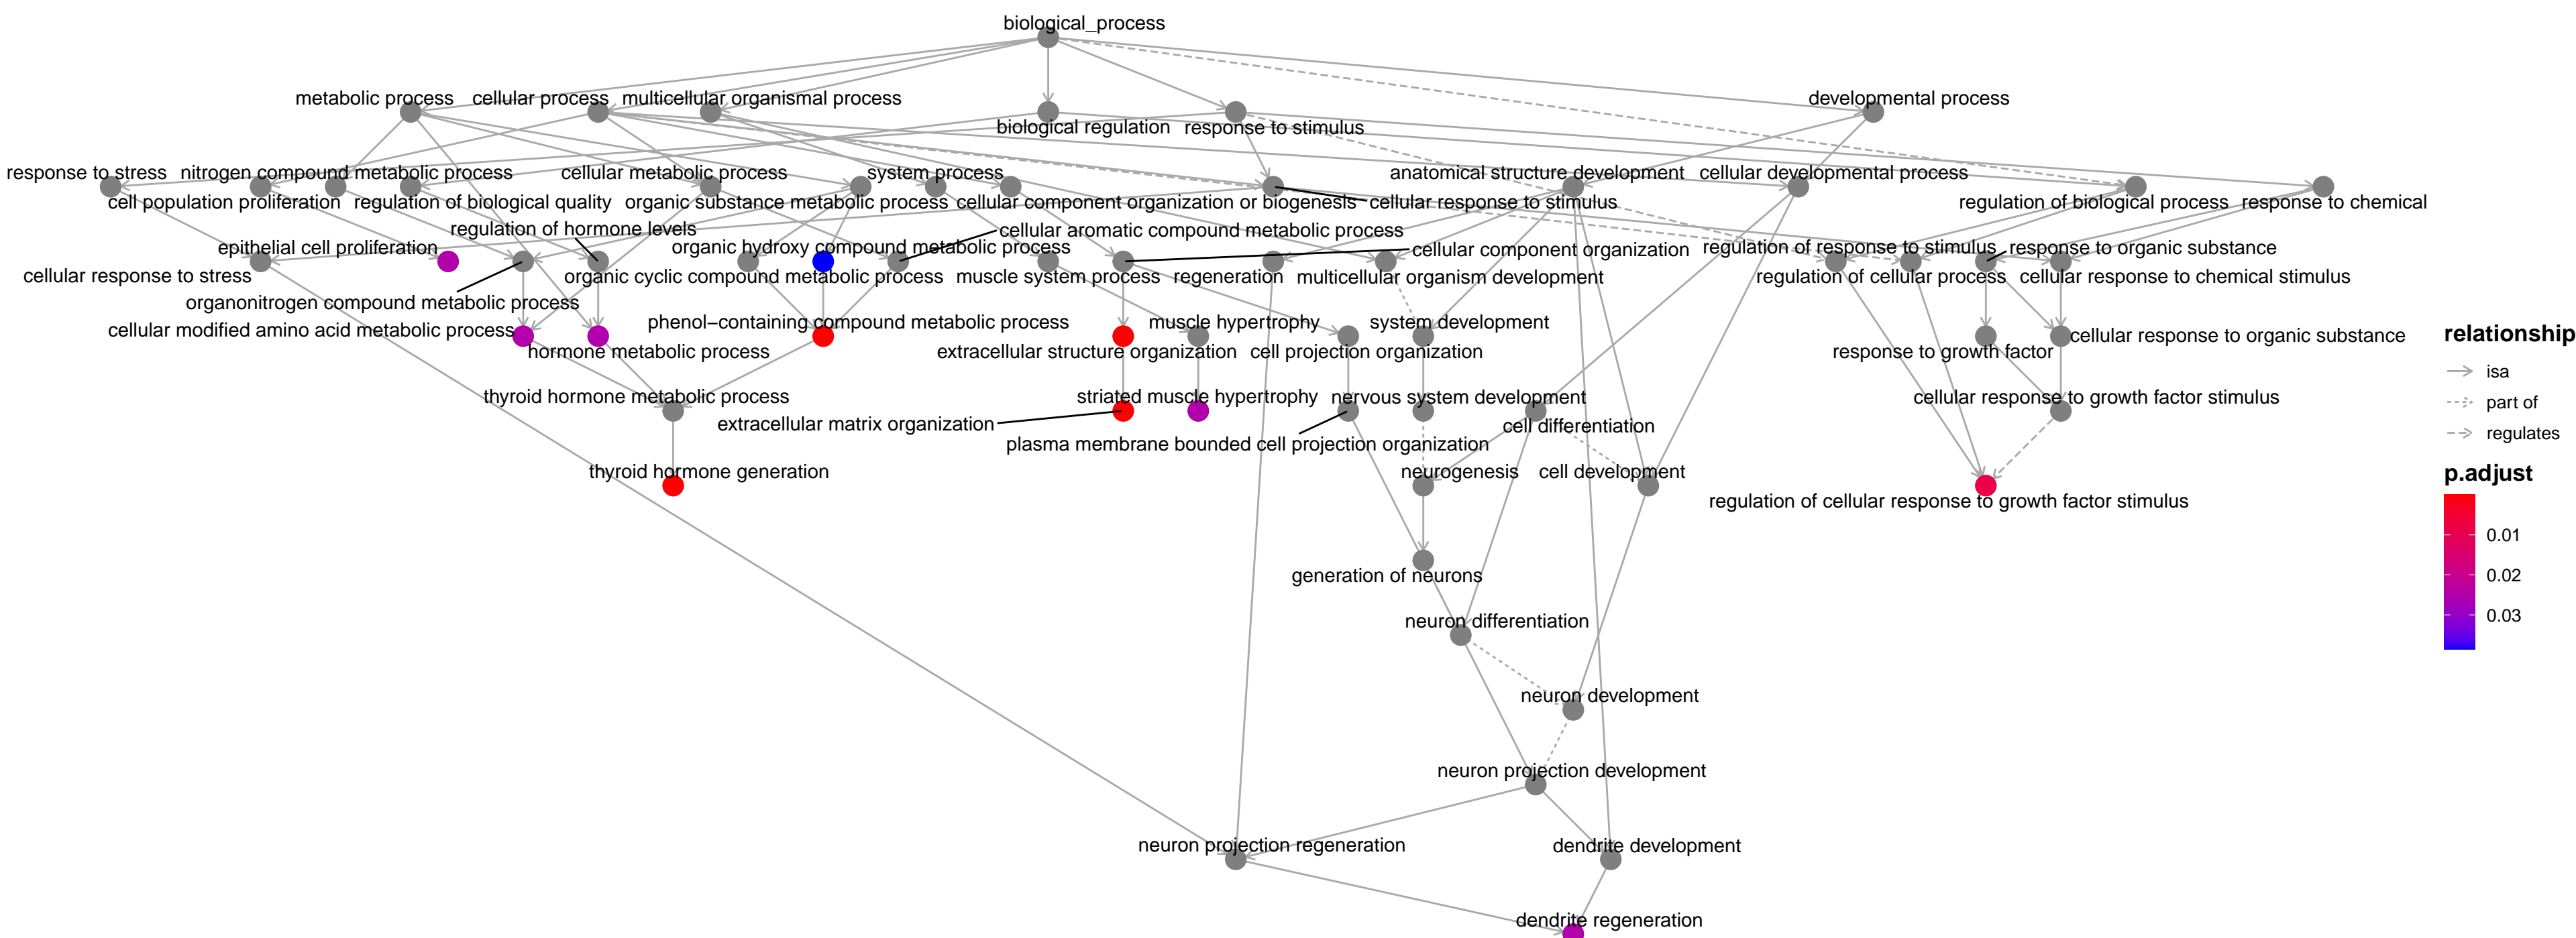 biological_process
metabolic process
cellular process
multicellular organismal process
developmental process
biological regulation
response to stimulus
response to stress
nitrogen compound metabolic process
cellular metabolic process
system process
anatomical structure development
cellular developmental process
cell population proliferation
regulation of biological quality
organic substance metabolic process
cellular component organization or biogenesis
cellular response to stimulus
regulation of biological process
response to chemical
regulation of hormone levels
cellular aromatic compound metabolic process
epithelial cell proliferation
organic hydroxy compound metabolic process
cellular component organization
regulation of response to stimulus
response to organic substance
cellular response to stress
organic cyclic compound metabolic process
muscle system process
regeneration
multicellular organism development
regulation of cellular process
cellular response to chemical stimulus
organonitrogen compound metabolic process
cellular modified amino acid metabolic process
phenol−containing compound metabolic process
muscle hypertrophy
system development
cellular response to organic substance
hormone metabolic process
extracellular structure organization
cell projection organization
response to growth factor
thyroid hormone metabolic process
striated muscle hypertrophy
nervous system development
cellular response to growth factor stimulus
extracellular matrix organization
cell differentiation
plasma membrane bounded cell projection organization
thyroid hormone generation
neurogenesis
cell development
regulation of cellular response to growth factor stimulus
generation of neurons
neuron differentiation
neuron development
neuron projection development
neuron projection regeneration
dendrite development
dendrite regeneration
relationship
isa
part of
regulates
p.adjust
0.01
0.02
0.03